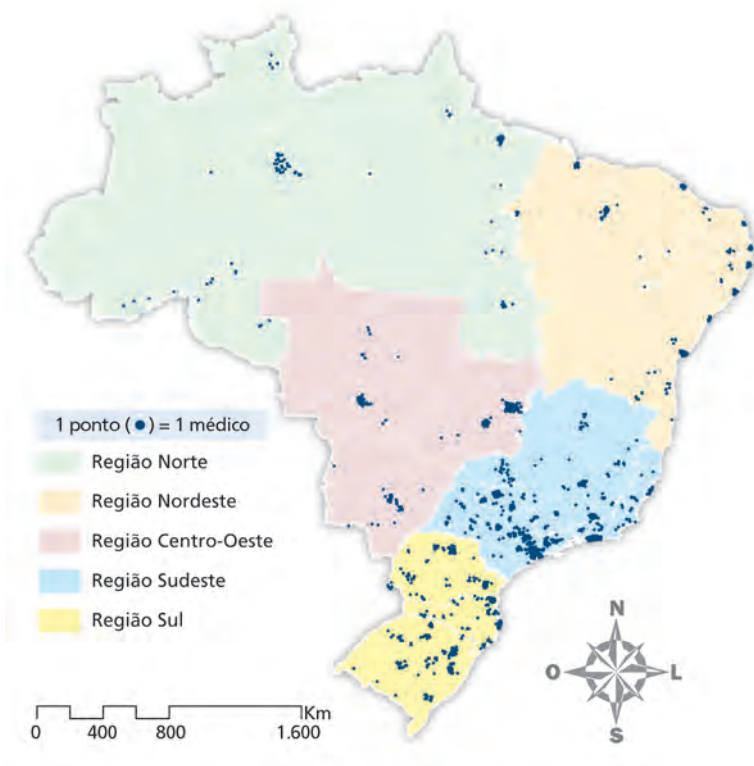 1 ponto (●) = 1 médico
Região Norte
Região Nordeste
Região Centro-Oeste
Região Sudeste
Região Sul
N
O L
S
Km
0 400 800 1.600